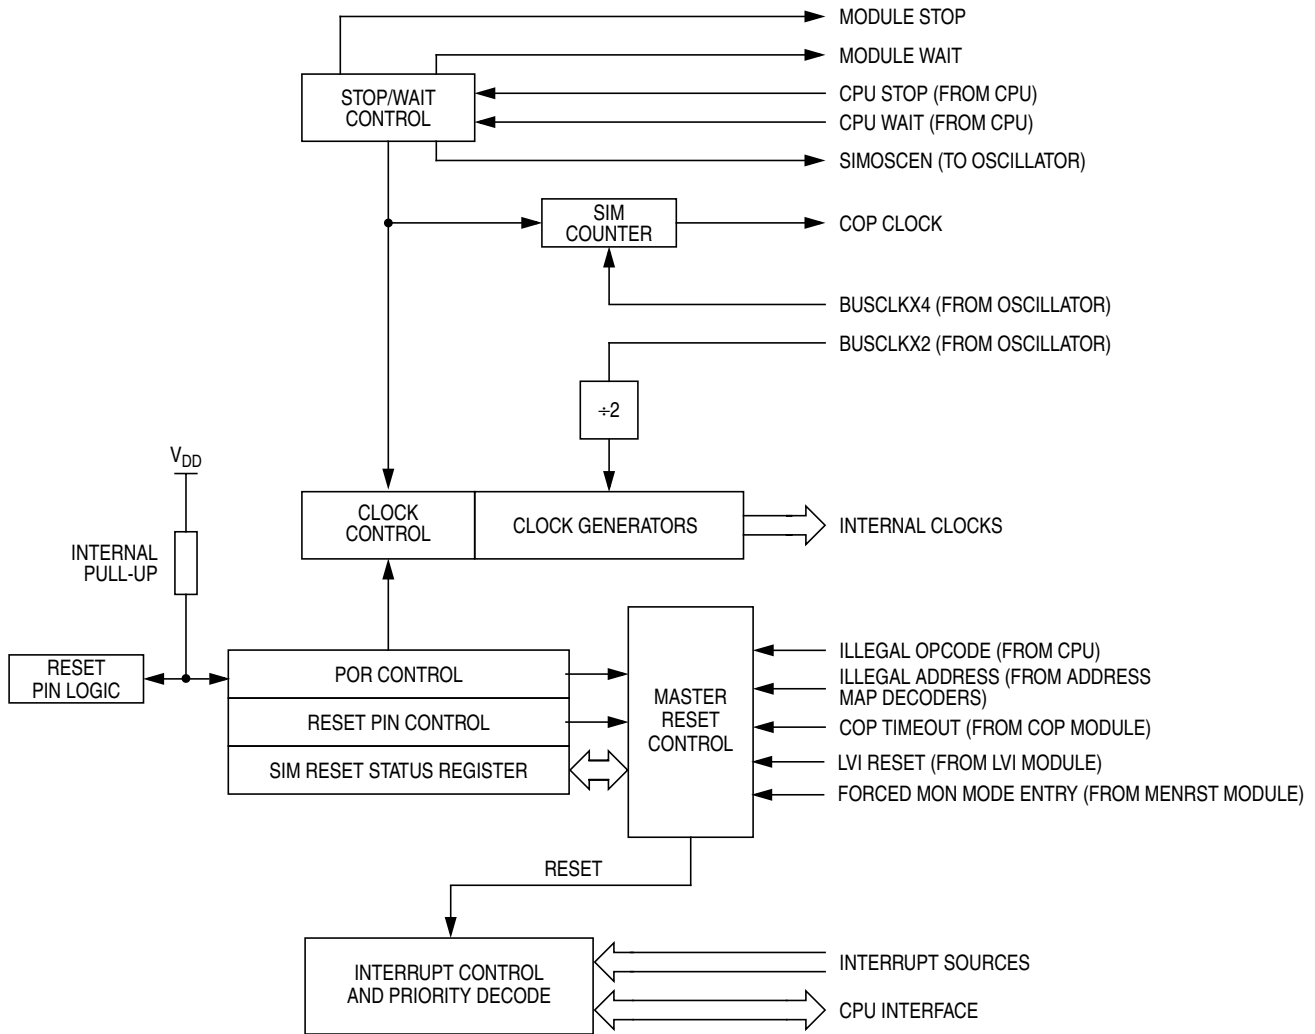 MODULE STOP
MODULE WAIT
STOP/WAIT
CONTROL
CPU STOP (FROM CPU)
CPU WAIT (FROM CPU)
SIMOSCEN (TO OSCILLATOR)
SIM
COUNTER
COP CLOCK
BUSCLKX4 (FROM OSCILLATOR)
BUSCLKX2 (FROM OSCILLATOR)
÷2
VDD
INTERNAL
PULL-UP
CLOCK
CONTROL
CLOCK GENERATORS
INTERNAL CLOCKS
RESET
PIN LOGIC
POR CONTROL
RESET PIN CONTROL
SIM RESET STATUS REGISTER
MASTER
RESET
CONTROL
ILLEGAL OPCODE (FROM CPU)
ILLEGAL ADDRESS (FROM ADDRESS
MAP DECODERS)
COP TIMEOUT (FROM COP MODULE)
LVI RESET (FROM LVI MODULE)
FORCED MON MODE ENTRY (FROM MENRST MODULE)
RESET
INTERRUPT CONTROL
AND PRIORITY DECODE
INTERRUPT SOURCES
CPU INTERFACE